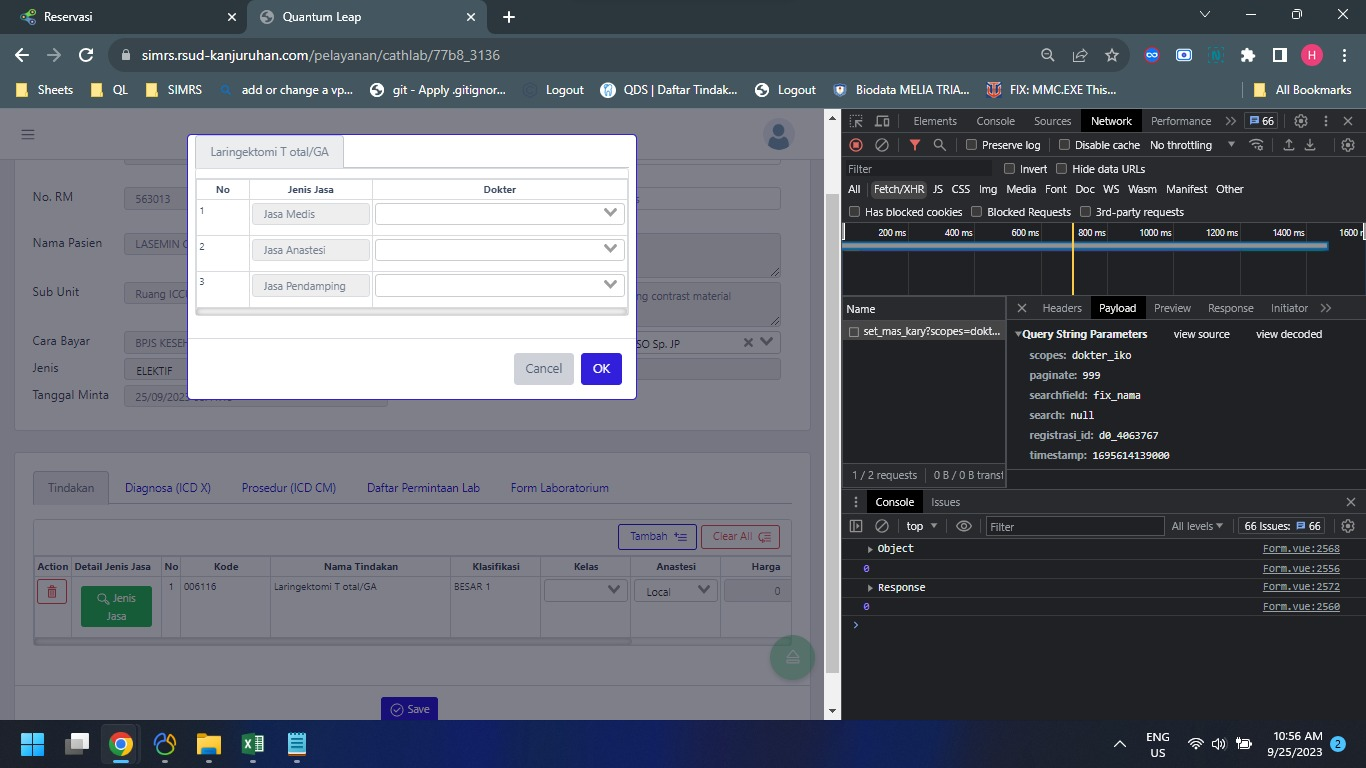 Reservasi
Quantum Leap
simrs.rsud-kanjuruhan.com/pelayanan/cathlab/77b8_3136
H
Sheets QL SIMRS add or change a vp... git - Apply .gitignor... Logout QDS | Daftar Tindak... Logout Biodata MELIA TRIA... FIX: MMC.EXE This... All Bookmarks
No. RM 563013
Nama Pasien LASEMIN
Sub Unit Ruang ICC ng contrast material
Cara Bayar BPJS KESEH SO Sp. JP
Jenis ELEKTIF
Tanggal Minta 25/09/202
Laringektomi T otal/GA
No Jenis Jasa Dokter
1 Jasa Medis
2 Jasa Anastesi
3 Jasa Pendamping
Cancel OK
Tindakan Diagnosa (ICD X) Prosedur (ICD CM) Daftar Permintaan Lab Form Laboratorium
Tambah Clear All
Action Detail Jenis Jasa No Kode Nama Tindakan Klasifikasi Kelas Anastesi Harga
Jenis Jasa 1 006116 Laringektomi T otal/GA BESAR 1 Local 0
Save
Elements Console Sources Network Performance 66
Preserve log Disable cache No throttling
Filter Invert Hide data URLs
All Fetch/XHR JS CSS Img Media Font Doc WS Wasm Manifest Other
Has blocked cookies Blocked Requests 3rd-party requests
200 ms 400 ms 600 ms 800 ms 1000 ms 1200 ms 1400 ms 1600 r
Name Headers Payload Preview Response Initiator
set_mas_kary?scopes=dokt...
Query String Parameters view source view decoded
scopes: dokter_iko
paginate: 999
searchfield: fix_nama
search: null
registrasi_id: d0_4063767
timestamp: 1695614139000
1 / 2 requests 0 B / 0 B transf
Console Issues
top Filter All levels 66 Issues: 66
Object Form.vue:2568
0 Form.vue:2556
Response Form.vue:2572
0 Form.vue:2560
ENG
US
10:56 AM
9/25/2023
2